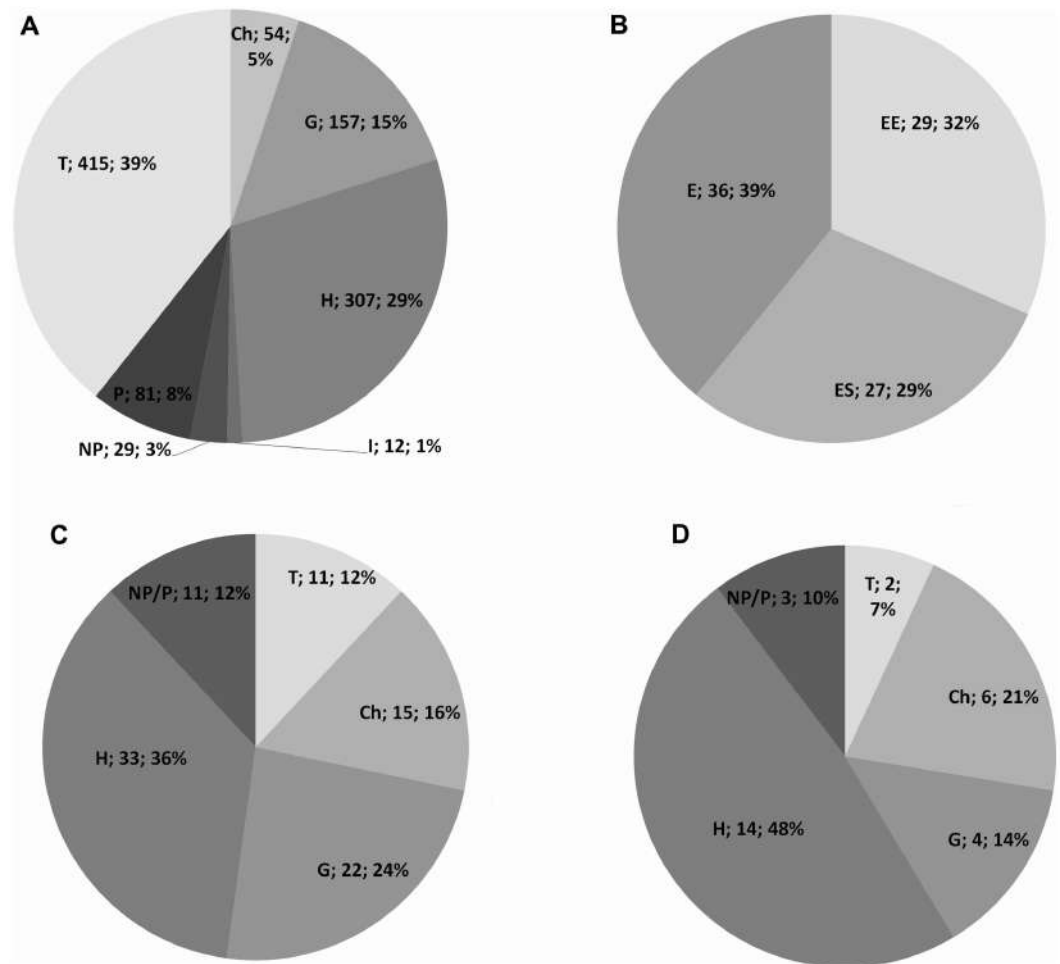 A
Ch; 54;
5%
G; 157; 15%
T; 415; 39%
H; 307; 29%
P; 81; 8%
NP; 29; 3%
I; 12; 1%
B
EE; 29; 32%
E; 36; 39%
ES; 27; 29%
C
NP/P; 11; 12%
T; 11; 12%
Ch; 15; 16%
H; 33; 36%
G; 22; 24%
D
NP/P; 3; 10%
T; 2;
7%
Ch; 6; 21%
H; 14; 48%
G; 4; 14%